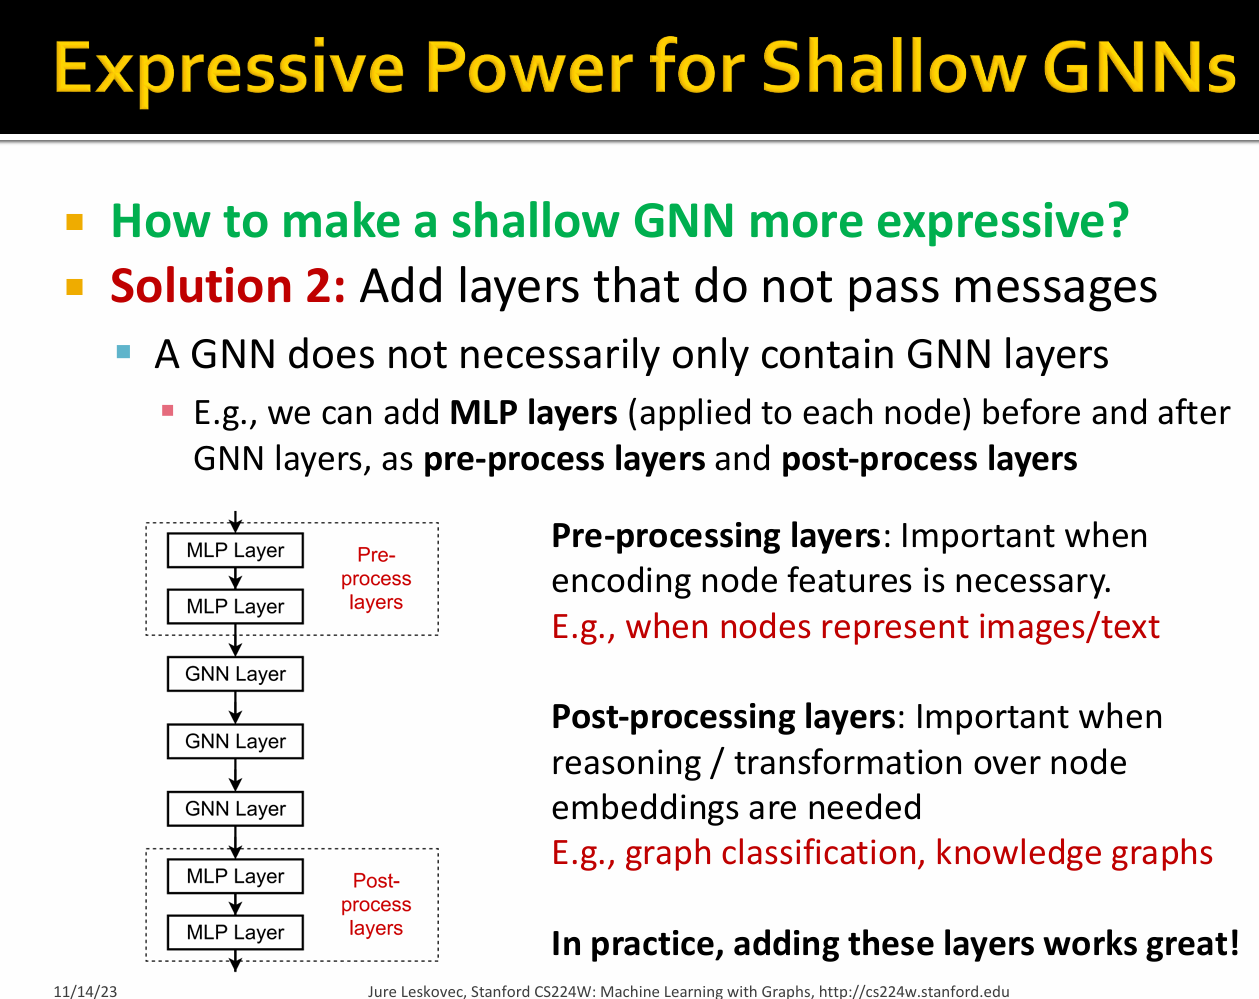 Expressive Power for Shallow GNNs
How to make a shallow GNN more expressive?
Solution 2: Add layers that do not pass messages
A GNN does not necessarily only contain GNN layers
E.g., we can add MLP layers (applied to each node) before and after
GNN layers, as pre-process layers and post-process layers
MLP Layer
MLP Layer
Pre-
process
layers
GNN Layer
GNN Layer
GNN Layer
MLP Layer
MLP Layer
Post-
process
layers
Pre-processing layers: Important when
encoding node features is necessary.
E.g., when nodes represent images/text
Post-processing layers: Important when
reasoning / transformation over node
embeddings are needed
E.g., graph classification, knowledge graphs
In practice, adding these layers works great!
11/14/23
Jure Leskovec, Stanford CS224W: Machine Learning with Graphs, http://cs224w.stanford.edu